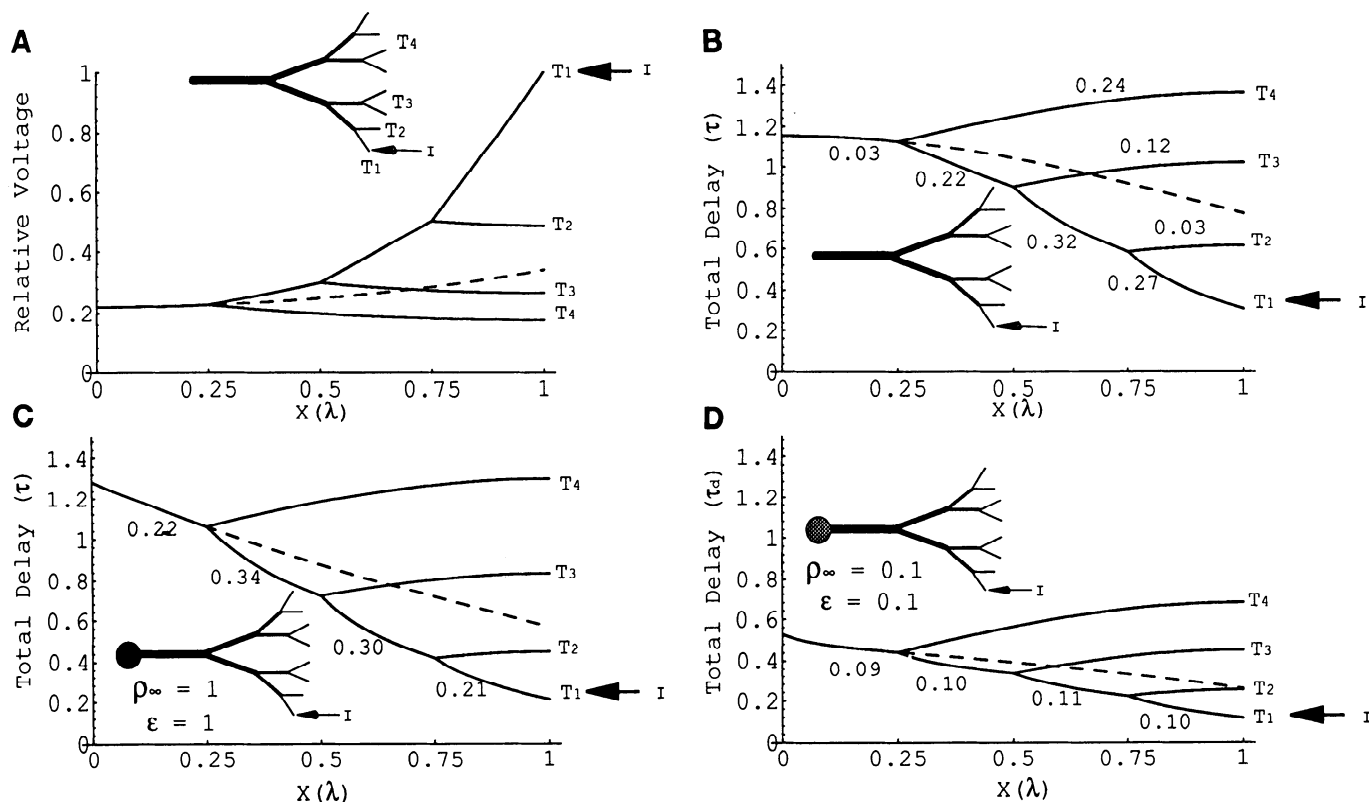 A
Relative Voltage
1
0.8
0.6
0.4
0.2
0
0
0.25
0.5
0.75
1
X(λ)
T4
T3
T2
T1
I
T1
I
T2
T3
T4
B
Total Delay (τ)
1.4
1.2
1
0.8
0.6
0.4
0.2
0
0
0.25
0.5
0.75
1
X(λ)
0.24
T4
0.03
0.12
T3
0.22
0.03
T2
0.32
0.27
T1
I
I
C
Total Delay (τ)
1.4
1.2
1
0.8
0.6
0.4
0.2
0
0
0.25
0.5
0.75
1
X(λ)
T4
0.22
0.34
T3
0.30
T2
0.21
T1
I
ρ∞ = 1
ε = 1
I
D
Total Delay (τd)
1.4
1.2
1
0.8
0.6
0.4
0.2
0
0
0.25
0.5
0.75
1
X(λ)
ρ∞ = 0.1
ε = 0.1
I
T4
T3
T2
T1
0.09
0.10
0.11
0.10
I